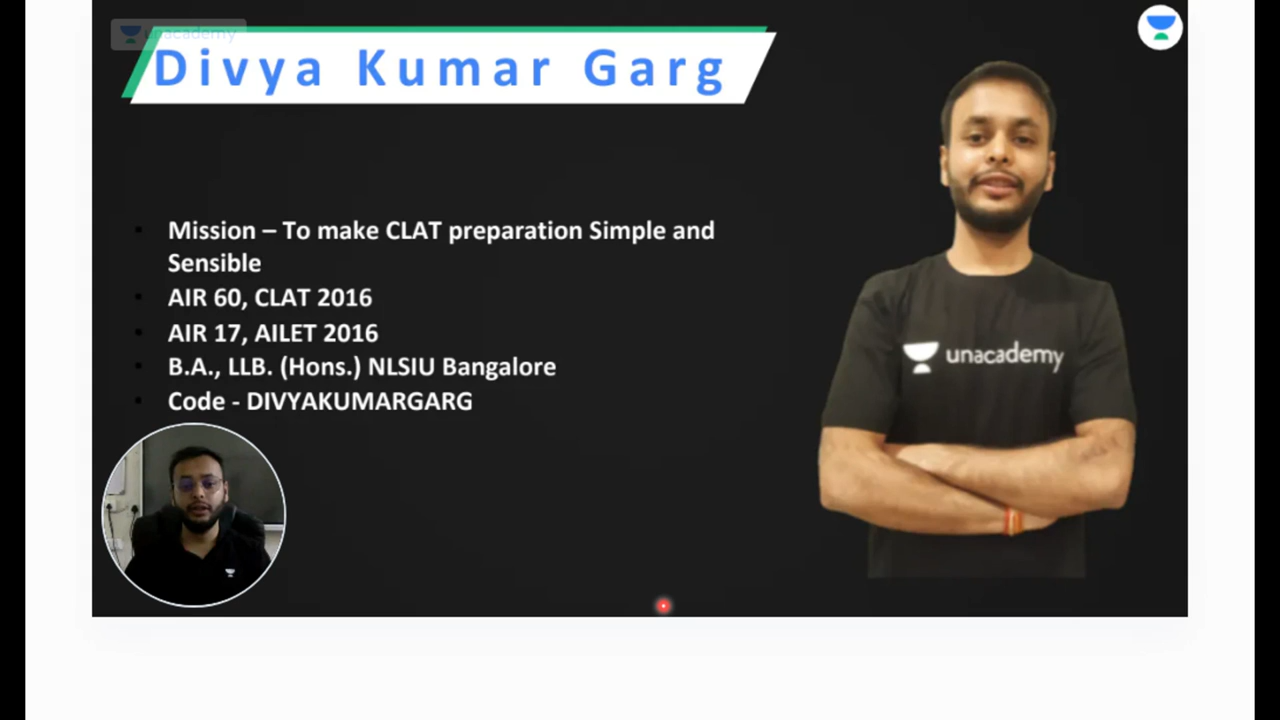 unacademy
Divya Kumar Garg
Mission – To make CLAT preparation Simple and
Sensible
AIR 60, CLAT 2016
AIR 17, AILET 2016
B.A., LLB. (Hons.) NLSIU Bangalore
Code - DIVYAKUMARGARG
unacademy